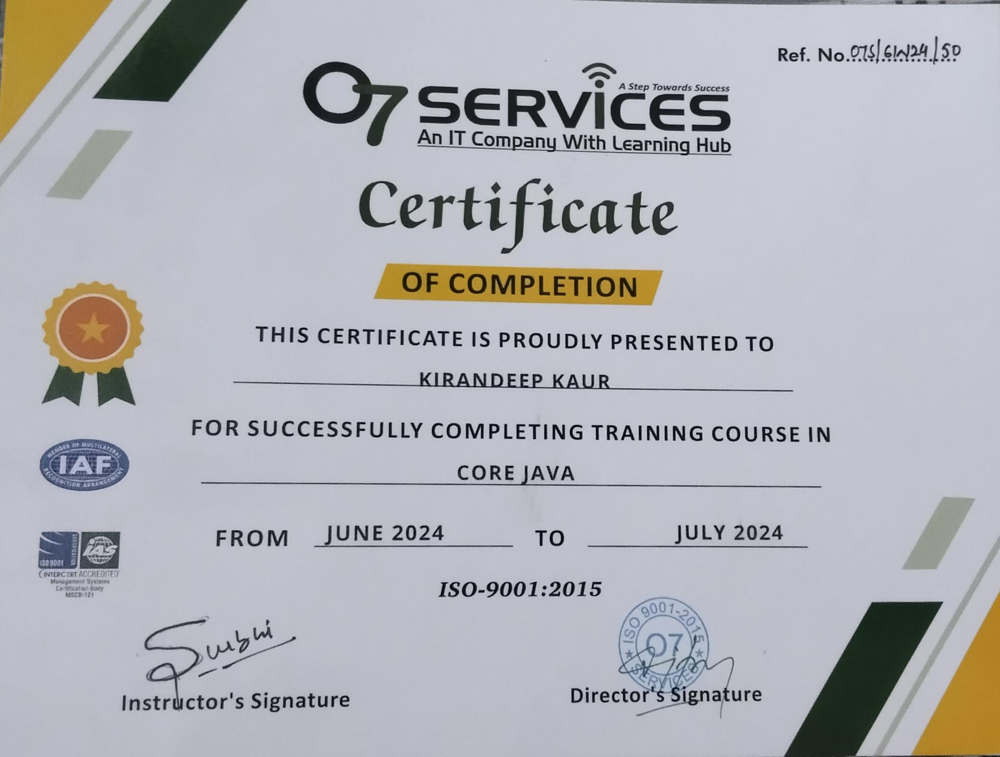 Ref. No. O7S/6W24/50
O7 SERVICES
A Step Towards Success
An IT Company With Learning Hub
Certificate
OF COMPLETION
THIS CERTIFICATE IS PROUDLY PRESENTED TO
KIRANDEEP KAUR
FOR SUCCESSFULLY COMPLETING TRAINING COURSE IN
CORE JAVA
FROM JUNE 2024 TO JULY 2024
ISO-9001:2015
MEMBER OF MULTILATERAL
IAF
RECOGNITION ARRANGEMENT
ISO 9001
CERTIFICATION
IAS
INTERCERT ACCREDITED
Management Systems
Certification Body
MSCB-121
Surbhi
Instructor's Signature
ISO 9001-2015
O7
SERVICES
Director's Signature